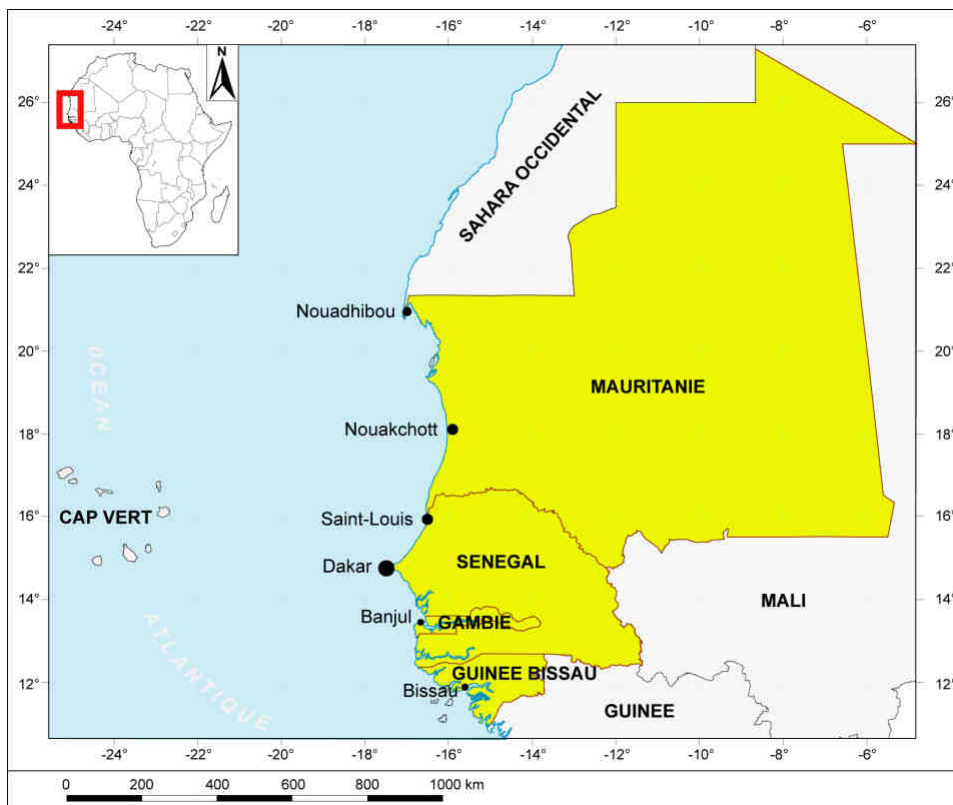 -24° -22° -20° -18° -16° -14° -12° -10° -8° -6°
N
26° 26°
SAHARA OCCIDENTAL
24° 24°
22° 22°
Nouadhibou
20° 20°
OCEAN
MAURITANIE
Nouakchott
18° 18°
16° 16°
CAP VERT
Saint-Louis
SENEGAL
Dakar
MALI
14° 14°
Banjul
GAMBIE
GUINEE BISSAU
12° 12°
Bissau
ATLANTIQUE
GUINEE
-24° -22° -20° -18° -16° -14° -12° -10° -8° -6°
0 200 400 600 800 1000 km